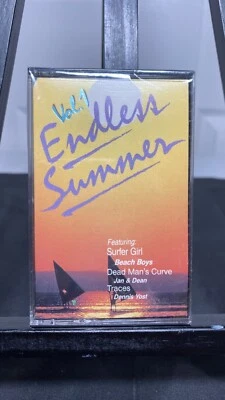 Vol. 1
Endless
Summer
Featuring:
Surfer Girl
Beach Boys
Dead Man's Curve
Jan & Dean
Traces
Dennis Yost